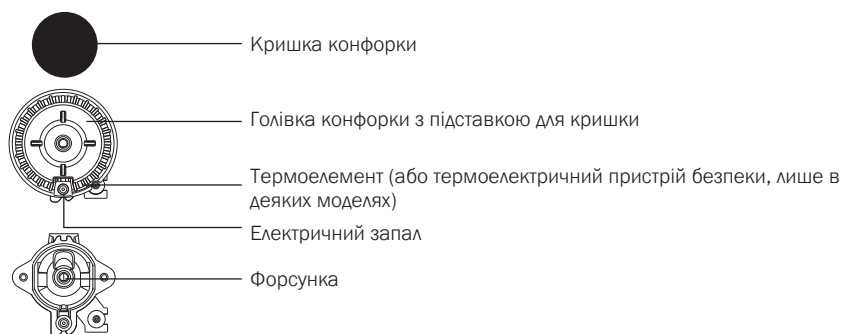 Кришка конфорки
Голівка конфорки з підставкою для кришки
Термоелемент (або термоелектричний пристрій безпеки, лише в
деяких моделях)
Електричний запал
Форсунка